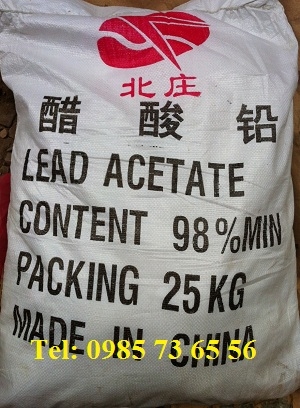 北庄
醋酸铅
LEAD ACETATE
CONTENT 98%MIN
PACKING 25KG
MADE IN CHINA
Tel: 0985 73 65 56